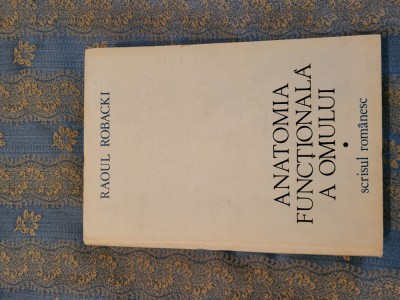 RAOUL ROBACKI
ANATOMIA
FUNCȚIONALĂ
A OMULUI
•
scrisul românesc